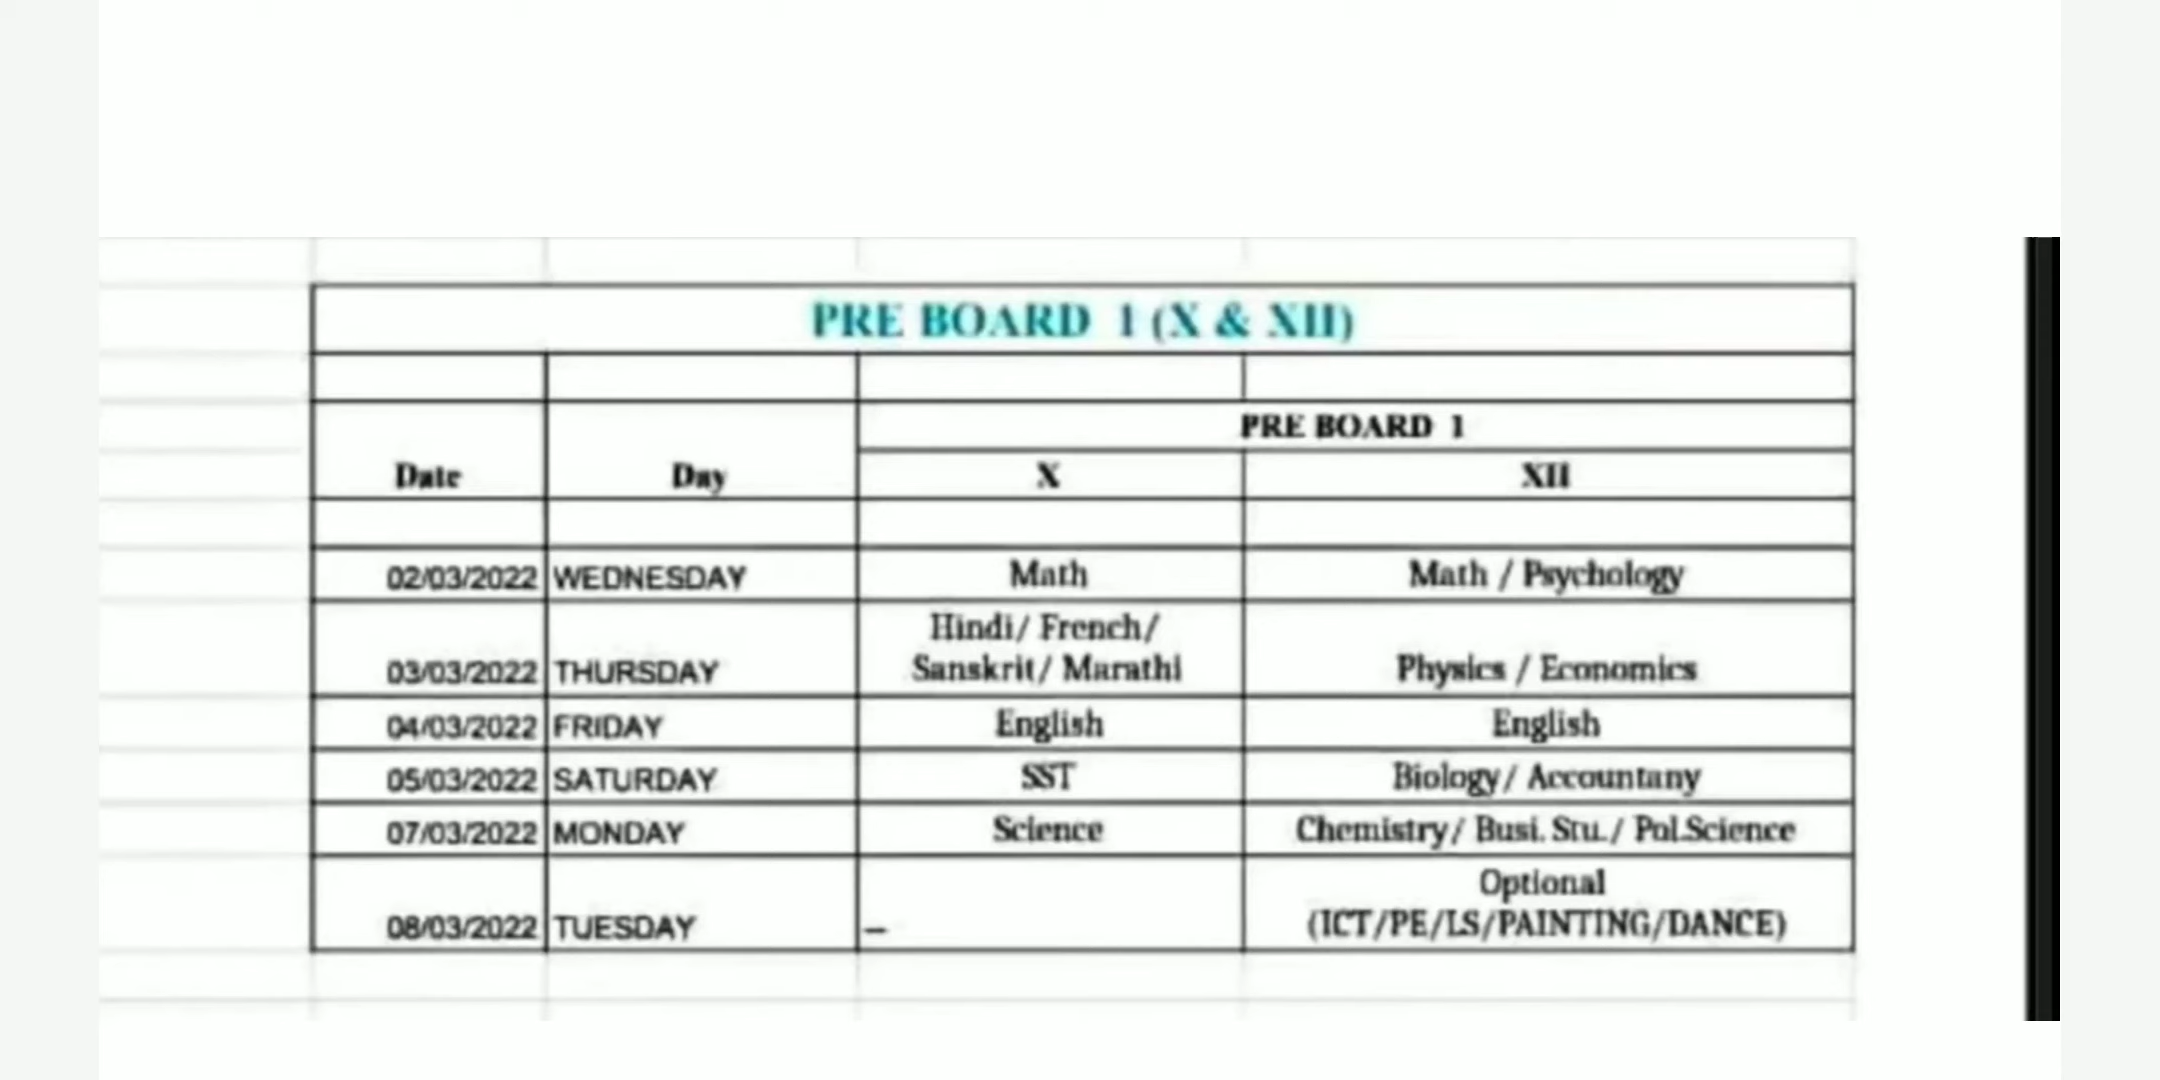 PRE BOARD 1 (X & XII)
PRE BOARD 1
Date Day X XII
02/03/2022 WEDNESDAY Math Math / Psychology
Hindi/ French/
03/03/2022 THURSDAY Sanskrit/ Marathi Physics / Economics
04/03/2022 FRIDAY English English
05/03/2022 SATURDAY SST Biology/ Accountany
07/03/2022 MONDAY Science Chemistry/ Busi. Stu./ Pol.Science
Optional
08/03/2022 TUESDAY – (ICT/PE/LS/PAINTING/DANCE)